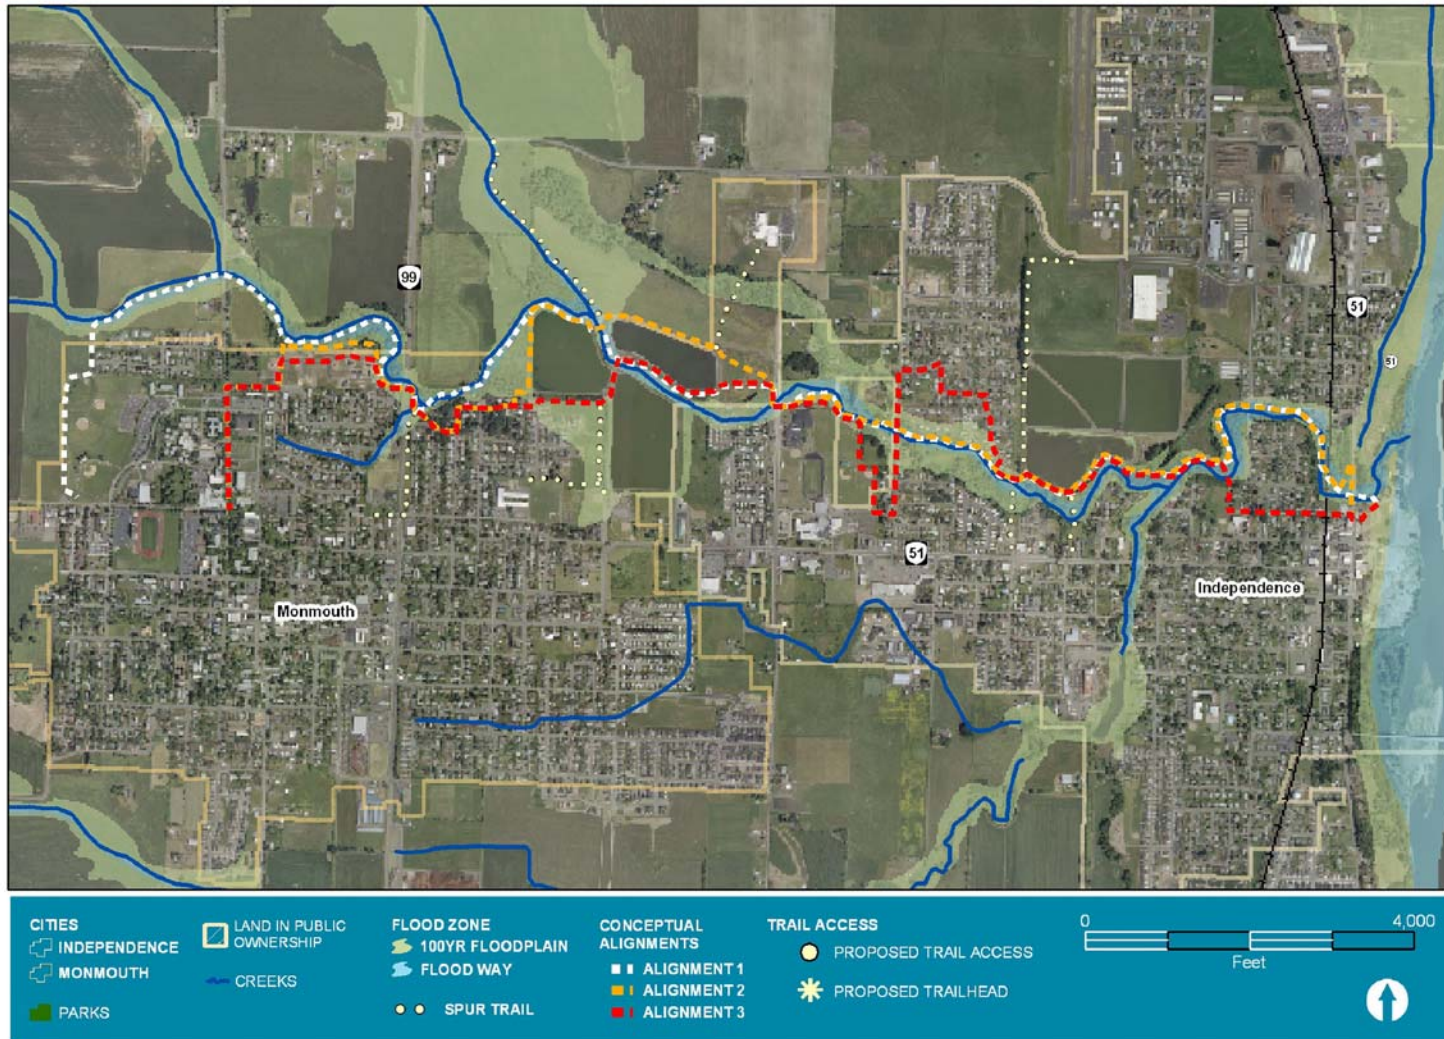 99
51
51
51
Monmouth
Independence
CITIES
INDEPENDENCE
MONMOUTH
PARKS
LAND IN PUBLIC
OWNERSHIP
CREEKS
FLOOD ZONE
100YR FLOODPLAIN
FLOOD WAY
SPUR TRAIL
CONCEPTUAL
ALIGNMENTS
ALIGNMENT 1
ALIGNMENT 2
ALIGNMENT 3
TRAIL ACCESS
PROPOSED TRAIL ACCESS
PROPOSED TRAILHEAD
0 4,000
Feet